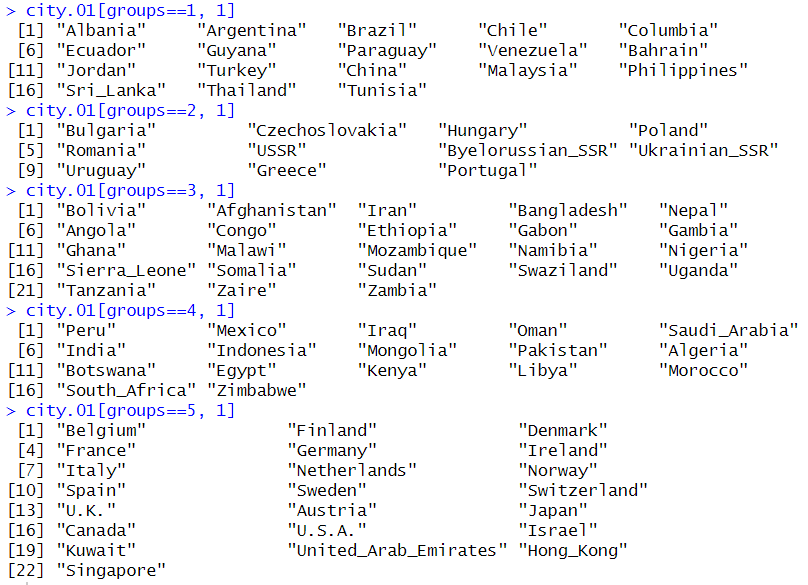 > city.01[groups==1, 1]
 [1] "Albania"     "Argentina"   "Brazil"      "Chile"       "Columbia"
 [6] "Ecuador"     "Guyana"      "Paraguay"    "Venezuela"   "Bahrain"
[11] "Jordan"      "Turkey"      "China"       "Malaysia"    "Philippines"
[16] "Sri_Lanka"   "Thailand"    "Tunisia"
> city.01[groups==2, 1]
 [1] "Bulgaria"         "Czechoslovakia"   "Hungary"          "Poland"
 [5] "Romania"          "USSR"             "Byelorussian_SSR" "Ukrainian_SSR"
 [9] "Uruguay"          "Greece"           "Portugal"
> city.01[groups==3, 1]
 [1] "Bolivia"      "Afghanistan"  "Iran"         "Bangladesh"   "Nepal"
 [6] "Angola"       "Congo"        "Ethiopia"     "Gabon"        "Gambia"
[11] "Ghana"        "Malawi"       "Mozambique"   "Namibia"      "Nigeria"
[16] "Sierra_Leone" "Somalia"      "Sudan"        "Swaziland"    "Uganda"
[21] "Tanzania"     "Zaire"        "Zambia"
> city.01[groups==4, 1]
 [1] "Peru"         "Mexico"       "Iraq"         "Oman"         "Saudi_Arabia"
 [6] "India"        "Indonesia"    "Mongolia"     "Pakistan"     "Algeria"
[11] "Botswana"     "Egypt"        "Kenya"        "Libya"        "Morocco"
[16] "South_Africa" "Zimbabwe"
> city.01[groups==5, 1]
 [1] "Belgium"              "Finland"              "Denmark"
 [4] "France"               "Germany"              "Ireland"
 [7] "Italy"                "Netherlands"          "Norway"
[10] "Spain"                "Sweden"               "Switzerland"
[13] "U.K."                 "Austria"              "Japan"
[16] "Canada"               "U.S.A."               "Israel"
[19] "Kuwait"               "United_Arab_Emirates" "Hong_Kong"
[22] "Singapore"